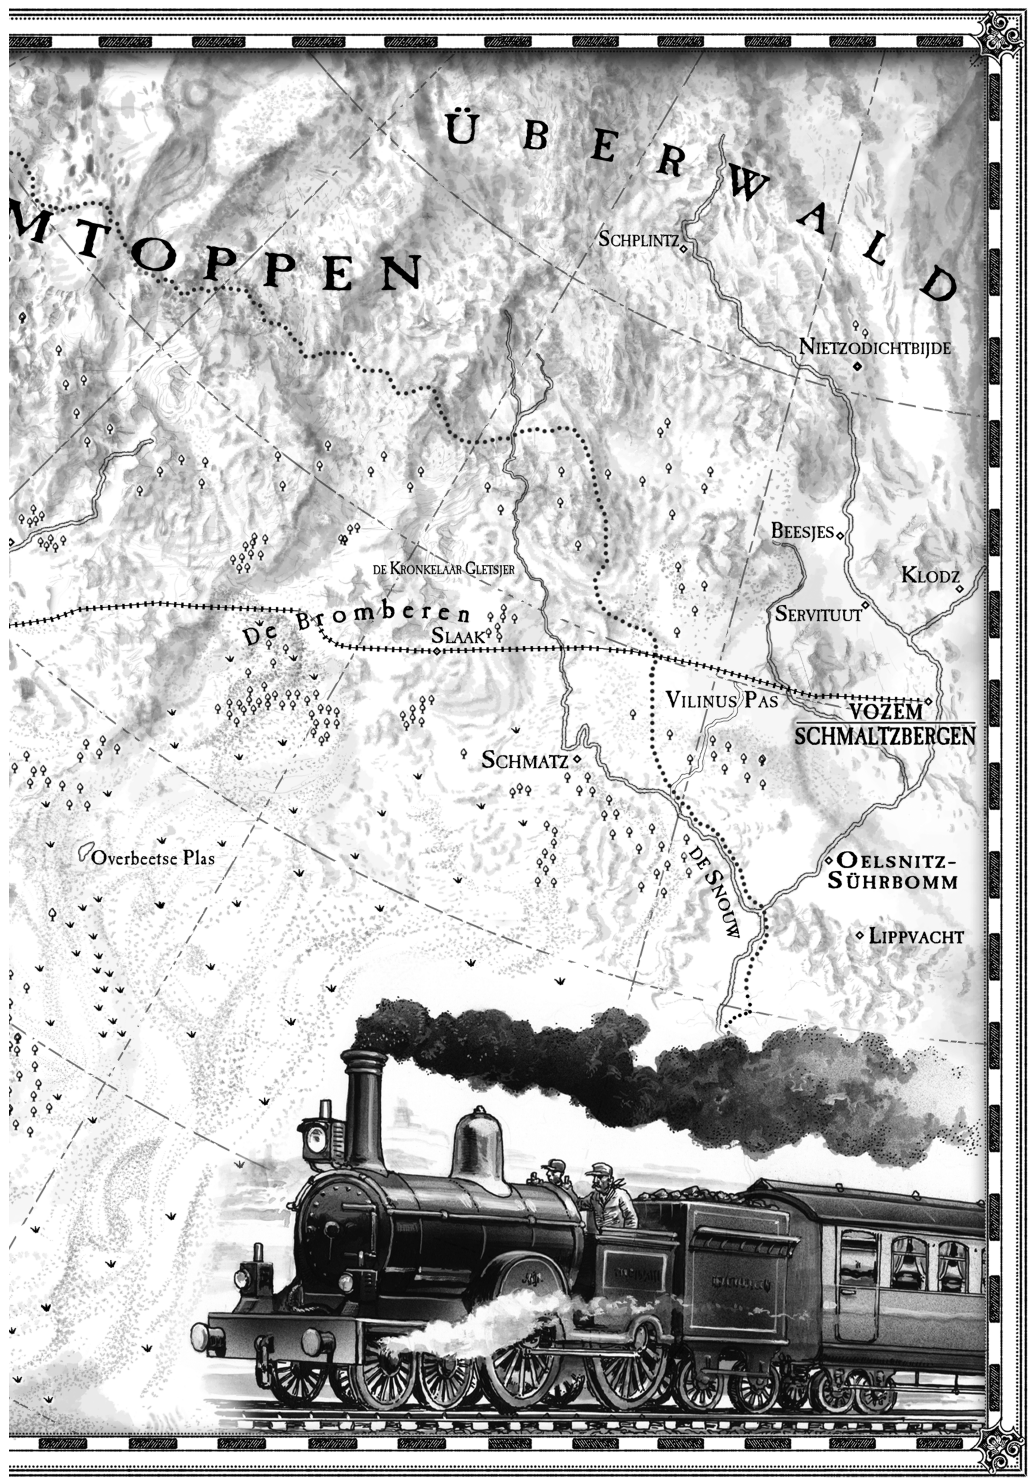 ÜBERWALD
MTOPPEN
SCHPLINTZ
NIETZODICHTBIJDE
BEESJES
KLODZ
DE KRONKELAAR GLETSJER
SERVITUUT
De Bromberen
SLAAK
VILINUS PAS
VOZEM
SCHMALTZBERGEN
SCHMATZ
Overbeetse Plas
DE SNOUW
OELSNITZ-
SÜHRBOMM
LIPPVACHT